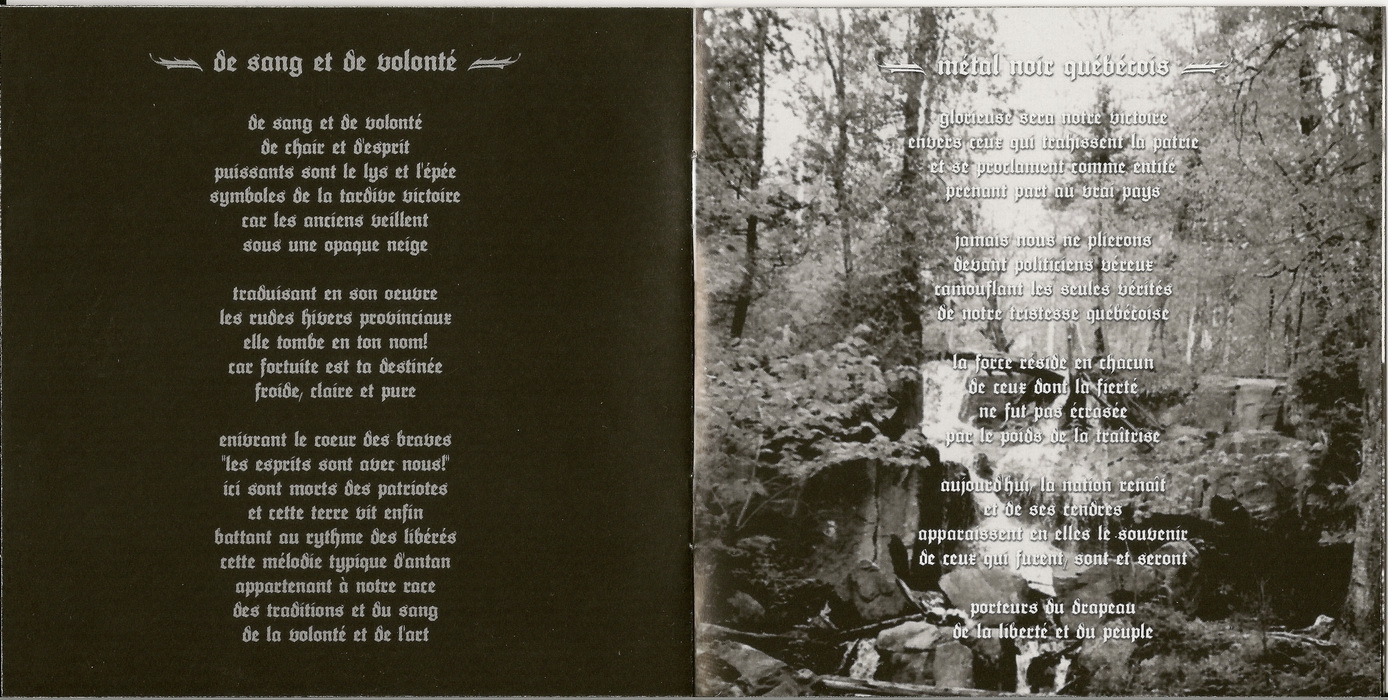 de sang et de volonté
de sang et de volonté
de chair et d'esprit
puissants sont le lys et l'épée
symboles de la tardive victoire
car les anciens veillent
sous une opaque neige
traduisant en son oeuvre
les rudes hivers provinciaux
elle tombe en ton nom!
car fortuite est ta destinée
froide, claire et pure
enivrant le coeur des braves
"les esprits sont avec nous!"
ici sont morts des patriotes
et cette terre vit enfin
battant au rythme des libérés
cette mélodie typique d'antan
appartenant à notre race
des traditions et du sang
de la volonté et de l'art
métal noir québécois
glorieuse sera notre victoire
envers ceux qui trahissent la patrie
et se proclament comme entité
prenant part au vrai pays
jamais nous ne plierons
devant politiciens véreux
camouflant les seules vérités
de notre tristesse québécoise
la force réside en chacun
de ceux dont la fierté
ne fut pas écrasée
par le poids de la traîtrise
aujourd'hui, la nation renaît
et de ses cendres
apparaissent en elles le souvenir
de ceux qui furent, sont et seront
porteurs du drapeau
de la liberté et du peuple